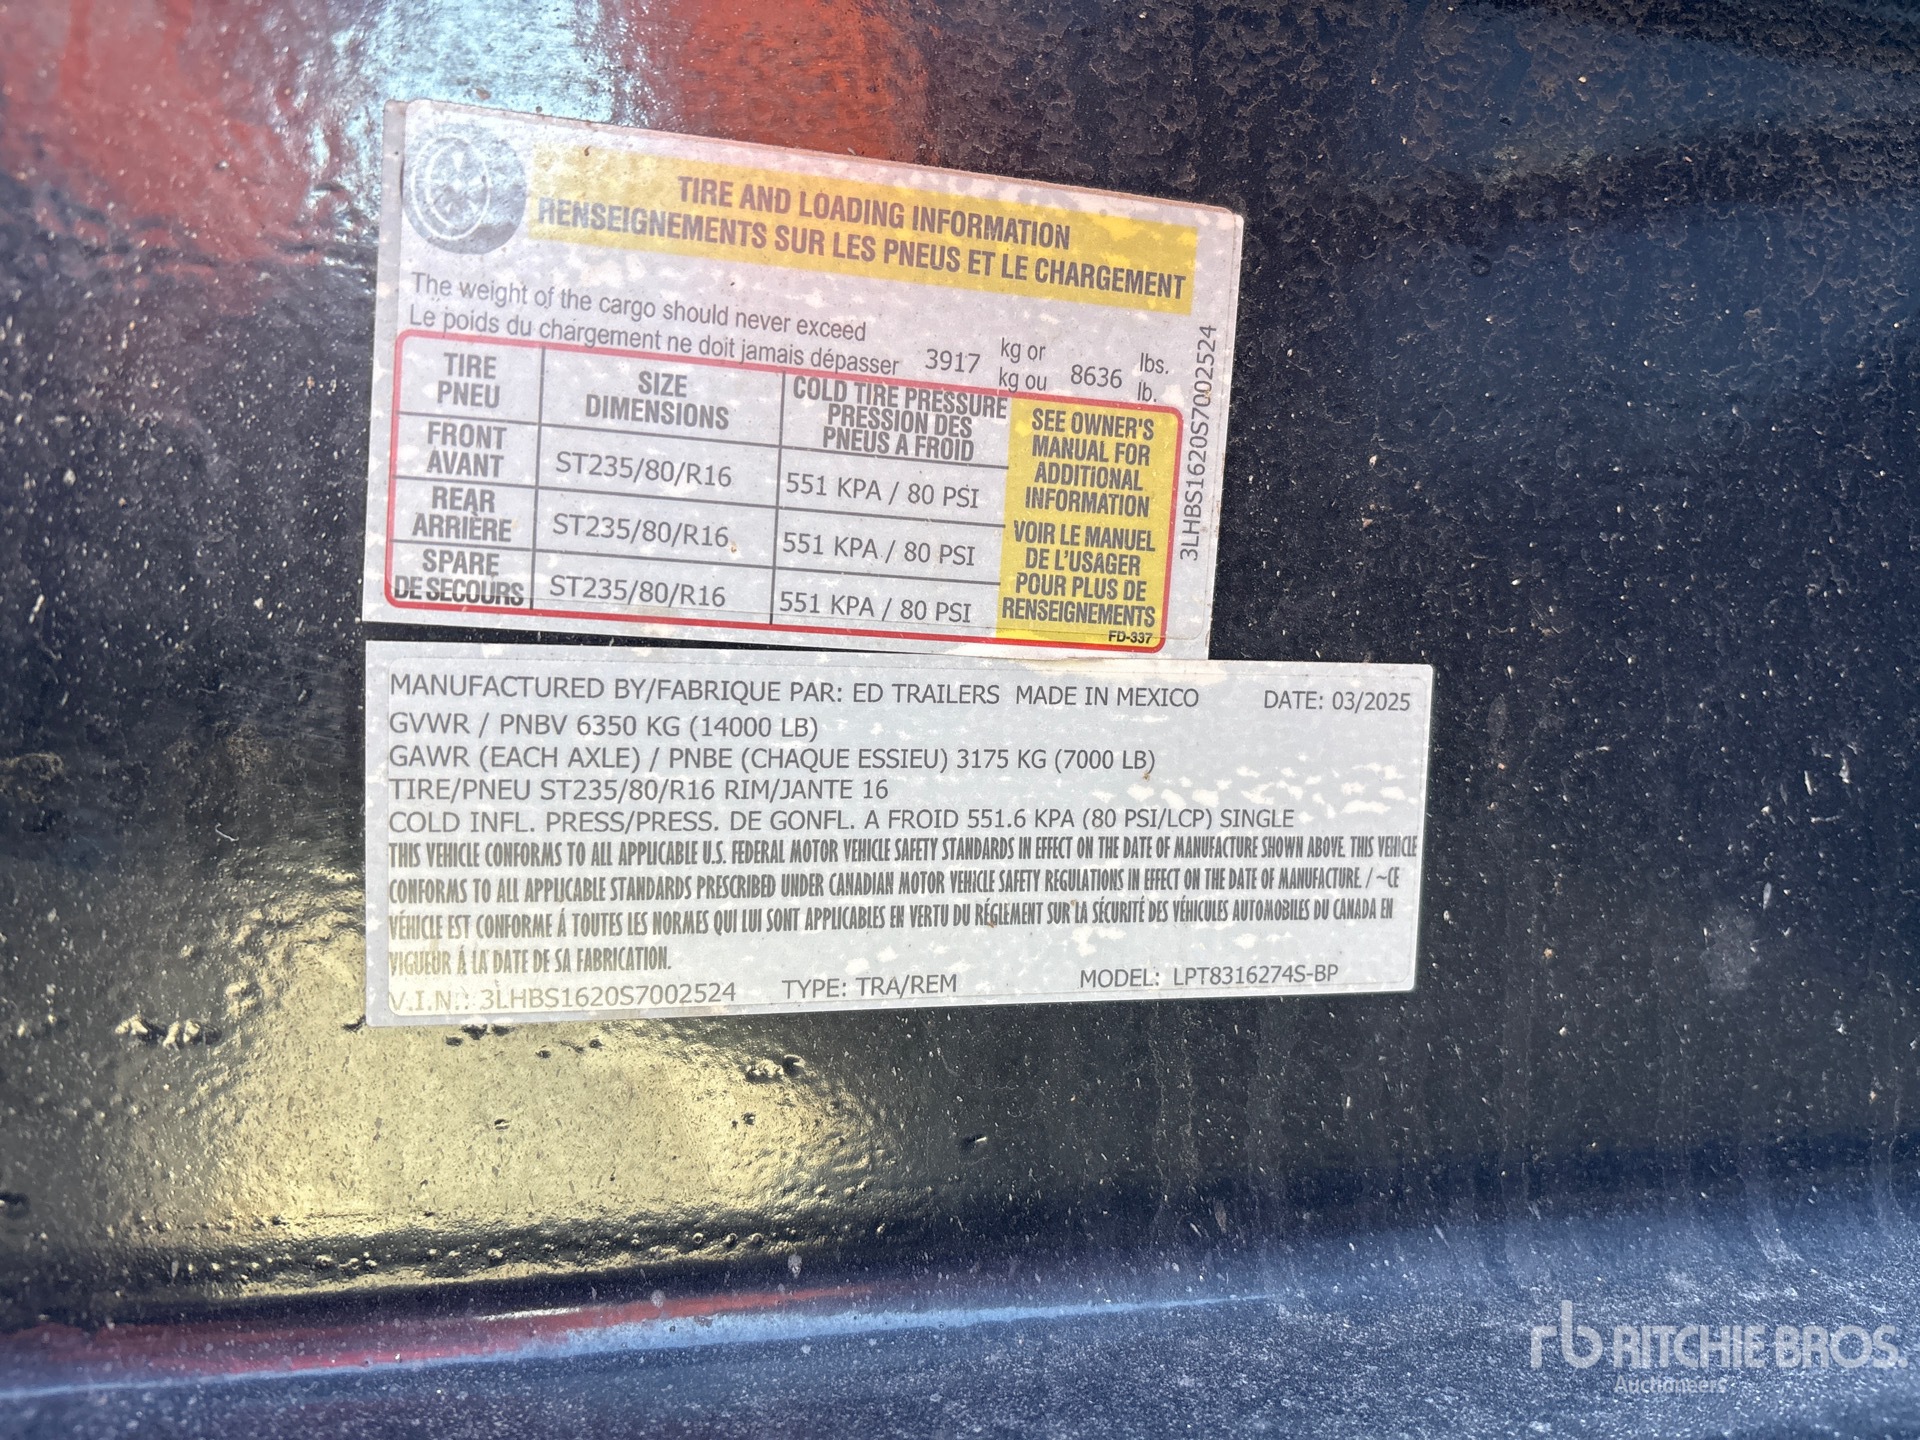 TIRE AND LOADING INFORMATION
RENSEIGNEMENTS SUR LES PNEUS ET LE CHARGEMENT
The weight of the cargo should never exceed
Le poids du chargement ne doit jamais dépasser
3917 kg or 8636 lbs.
kg ou lb.
TIRE
PNEU
SIZE
DIMENSIONS
COLD TIRE PRESSURE
PRESSION DES
PNEUS A FROID
SEE OWNER'S
MANUAL FOR
ADDITIONAL
INFORMATION
VOIR LE MANUEL
DE L'USAGER
POUR PLUS DE
RENSEIGNEMENTS
FRONT
AVANT
ST235/80/R16
551 KPA / 80 PSI
REAR
ARRIÈRE
ST235/80/R16
551 KPA / 80 PSI
SPARE
DE SECOURS
ST235/80/R16
551 KPA / 80 PSI
FD-337
3LHBS1620S7002524
MANUFACTURED BY/FABRIQUE PAR: ED TRAILERS MADE IN MEXICO DATE: 03/2025
GVWR / PNBV 6350 KG (14000 LB)
GAWR (EACH AXLE) / PNBE (CHAQUE ESSIEU) 3175 KG (7000 LB)
TIRE/PNEU ST235/80/R16 RIM/JANTE 16
COLD INFL. PRESS/PRESS. DE GONFL. A FROID 551.6 KPA (80 PSI/LCP) SINGLE
THIS VEHICLE CONFORMS TO ALL APPLICABLE U.S. FEDERAL MOTOR VEHICLE SAFETY STANDARDS IN EFFECT ON THE DATE OF MANUFACTURE SHOWN ABOVE. THIS VEHICLE
CONFORMS TO ALL APPLICABLE STANDARDS PRESCRIBED UNDER CANADIAN MOTOR VEHICLE SAFETY REGULATIONS IN EFFECT ON THE DATE OF MANUFACTURE. / ~CE
VÉHICLE EST CONFORME Á TOUTES LES NORMES QUI LUI SONT APPLICABLES EN VERTU DU RÉGLEMENT SUR LA SÉCURITÉ DES VÉHICULES AUTOMOBILES DU CANADA EN
VIGUEUR Á LA DATE DE SA FABRICATION.
V.I.N.: 3LHBS1620S7002524 TYPE: TRA/REM MODEL: LPT8316274S-BP
rb RITCHIE BROS.
Auctioneers